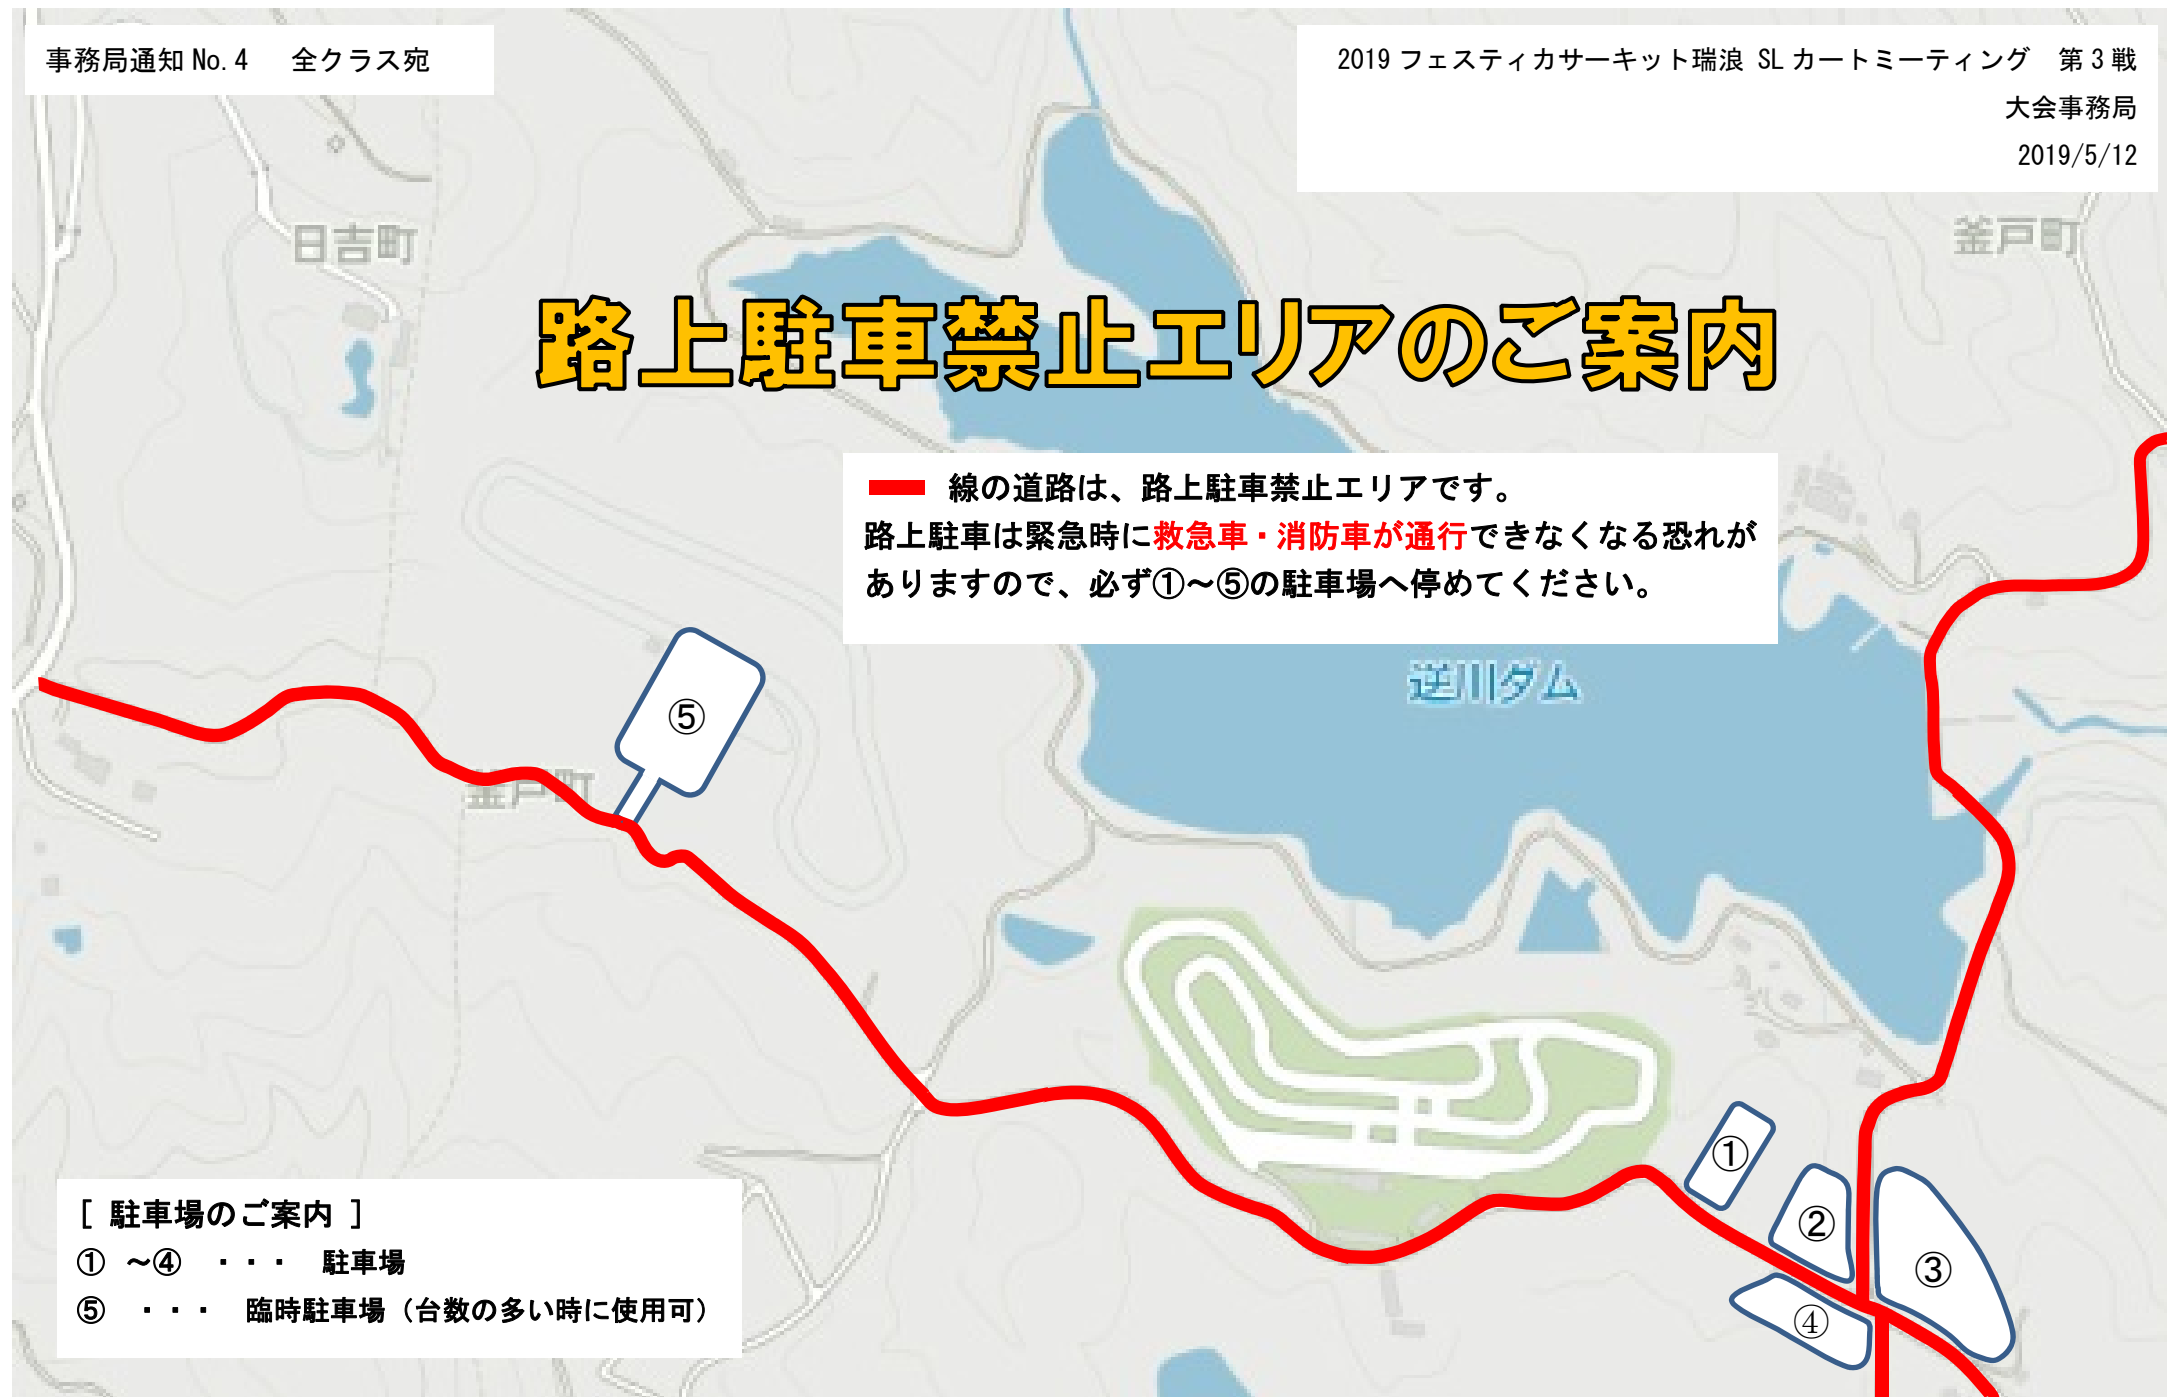 事務局通知 No.4　全クラス宛
2019 フェスティカサーキット瑞浪 SL カートミーティング　第 3 戦
大会事務局
2019/5/12
日吉町
釜戸町
路上駐車禁止エリアのご案内
線の道路は、路上駐車禁止エリアです。
路上駐車は緊急時に救急車・消防車が通行できなくなる恐れが
ありますので、必ず①～⑤の駐車場へ停めてください。
逆川ダム
⑤
釜戸町
①
②
③
④
[ 駐車場のご案内 ]
① ～④　・・・　駐車場
⑤　・・・　臨時駐車場（台数の多い時に使用可）